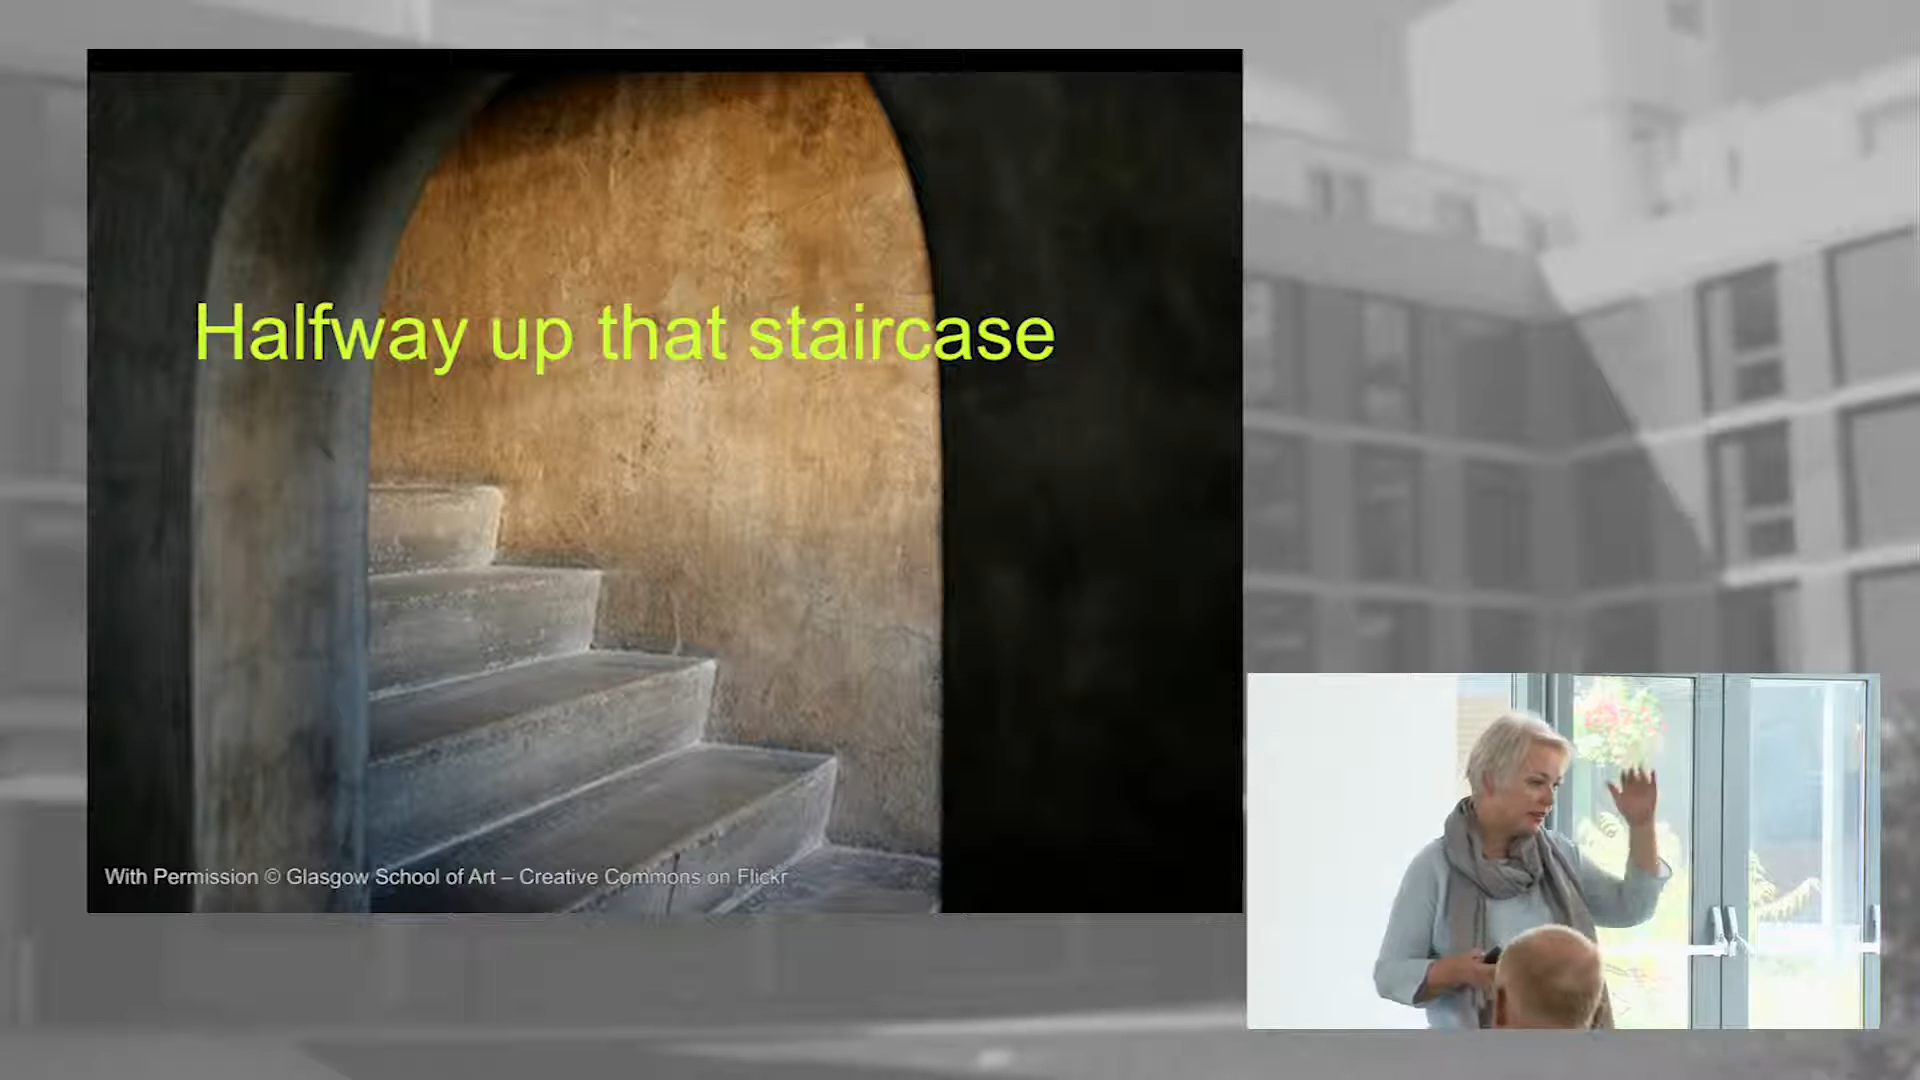 Halfway up that staircase
With Permission © Glasgow School of Art – Creative Commons on Flickr